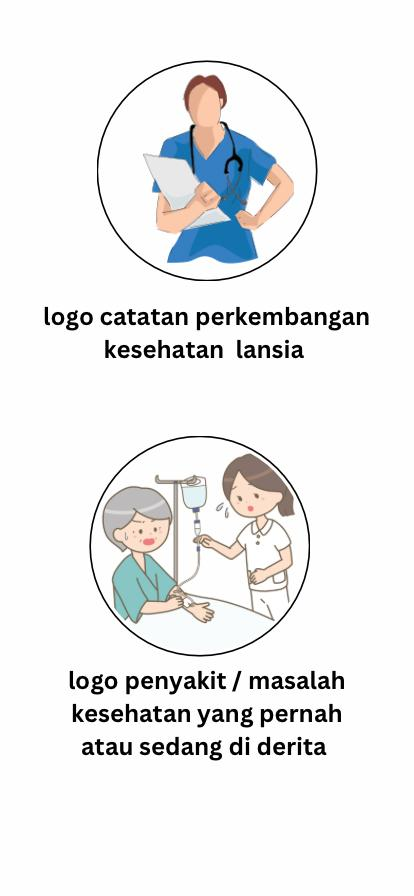 logo catatan perkembangan
kesehatan lansia
logo penyakit / masalah
kesehatan yang pernah
atau sedang di derita